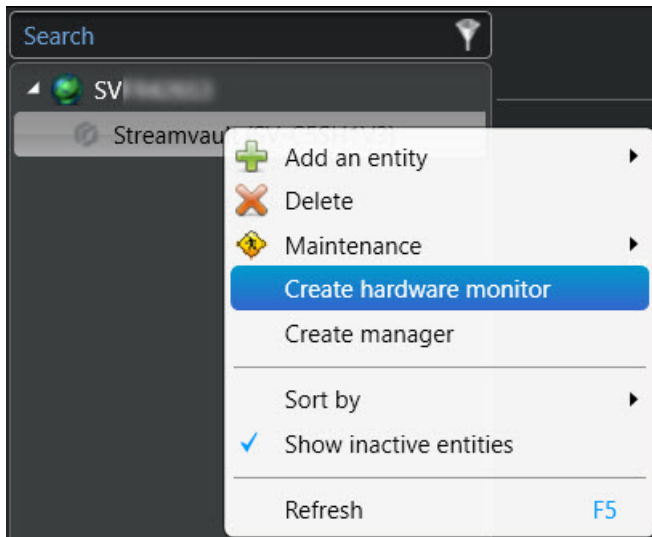 Search
SV
Streamvau
Add an entity
Delete
Maintenance
Create hardware monitor
Create manager
Sort by
Show inactive entities
Refresh F5